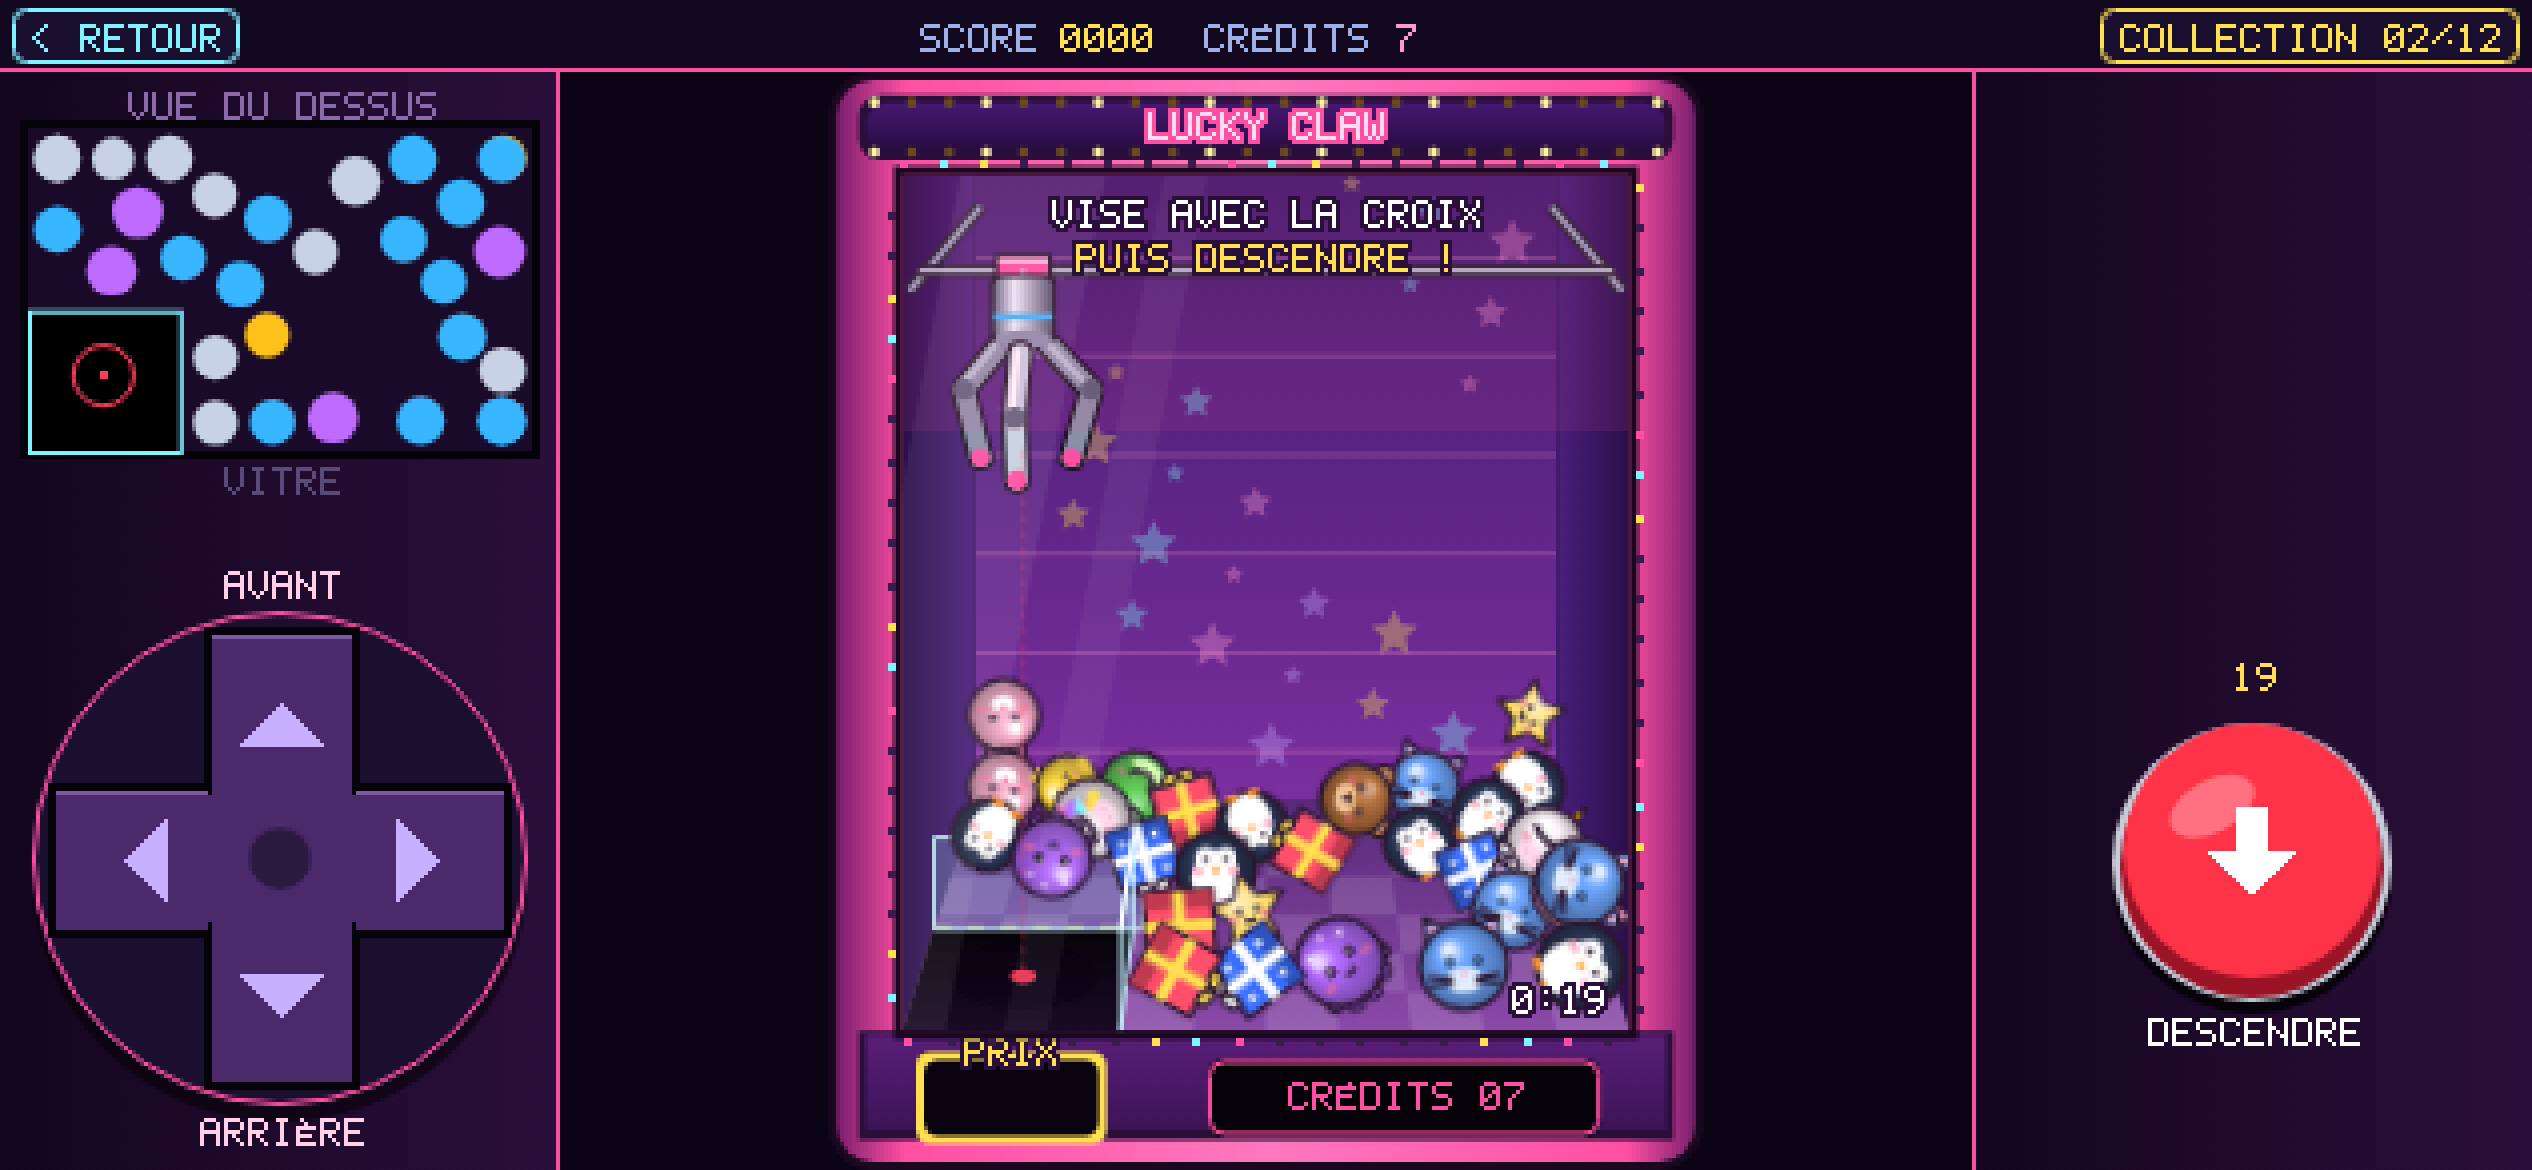 < RETOUR
SCORE 0000 CRÉDITS 7
COLLECTION 02/12
VUE DU DESSUS
VITRE
AVANT
ARRIÈRE
LUCKY CLAW
VISE AVEC LA CROIX
PUIS DESCENDRE !
0:19
PRIX
CRÉDITS 07
19
DESCENDRE